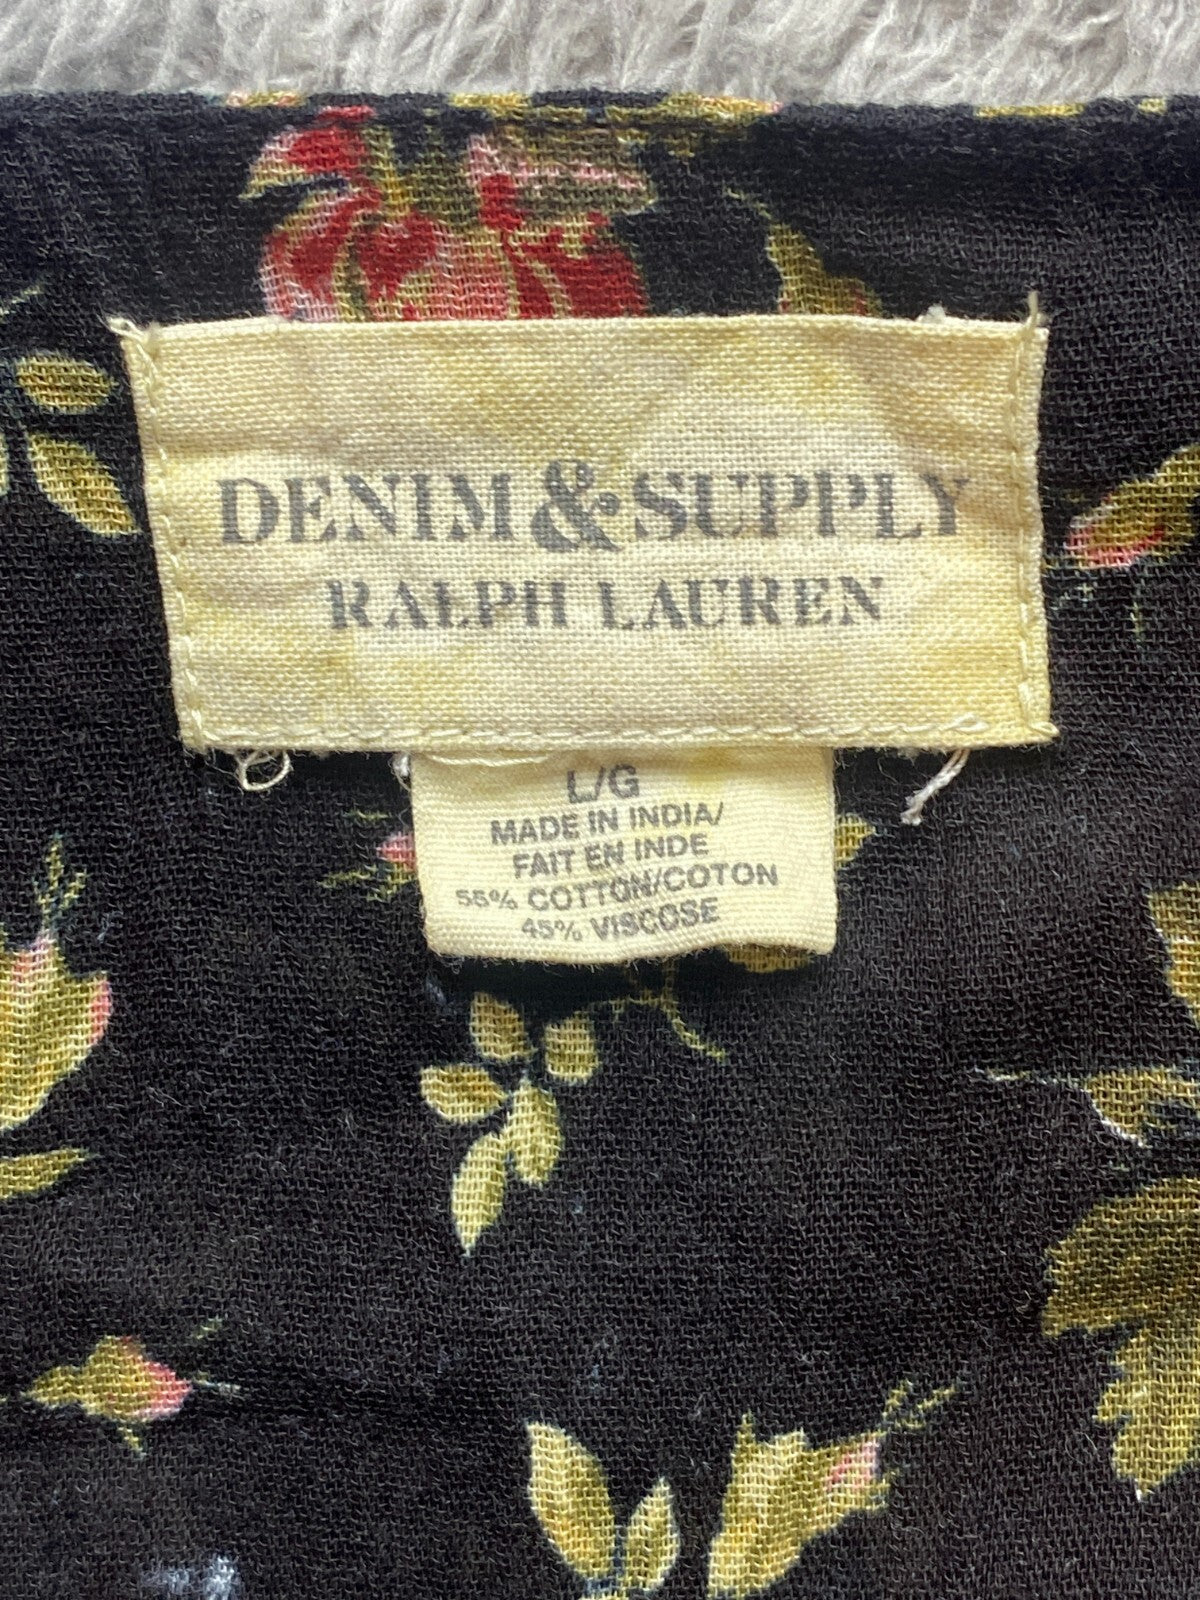 DENIM & SUPPLY
RALPH LAUREN
L/G
MADE IN INDIA/
FAIT EN INDE
55% COTTON/COTON
45% VISCOSE